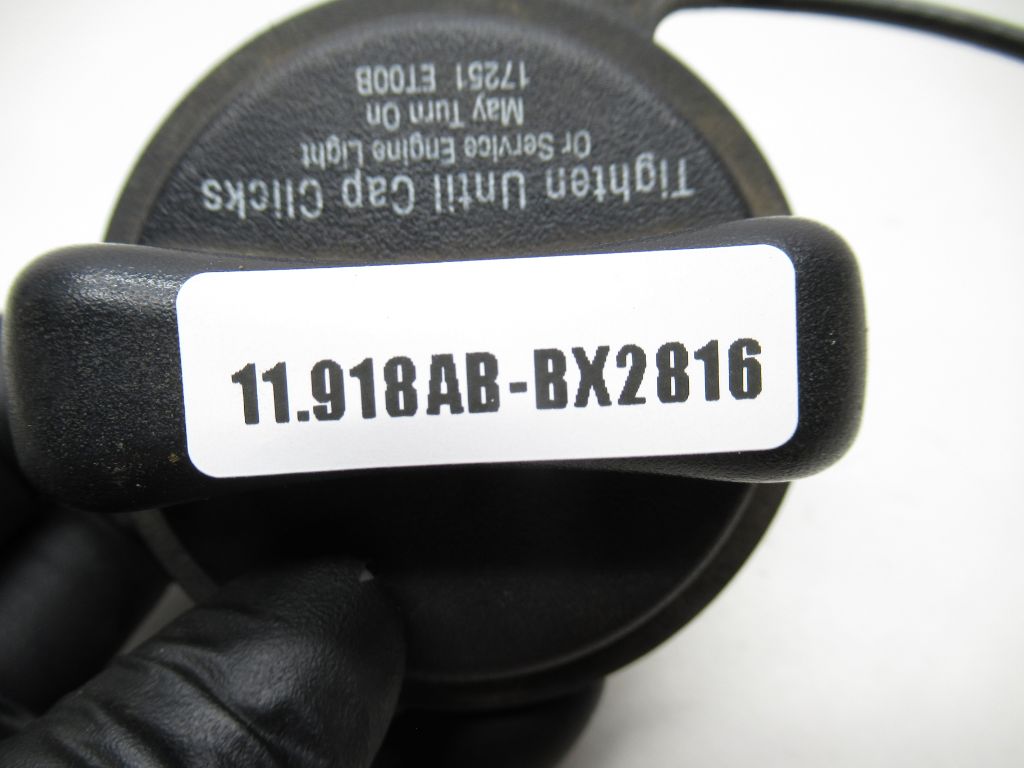 Tighten Until Cap Clicks
Or Service Engine Light
May Turn On
17251 ET00B
11.918AB-BX2816